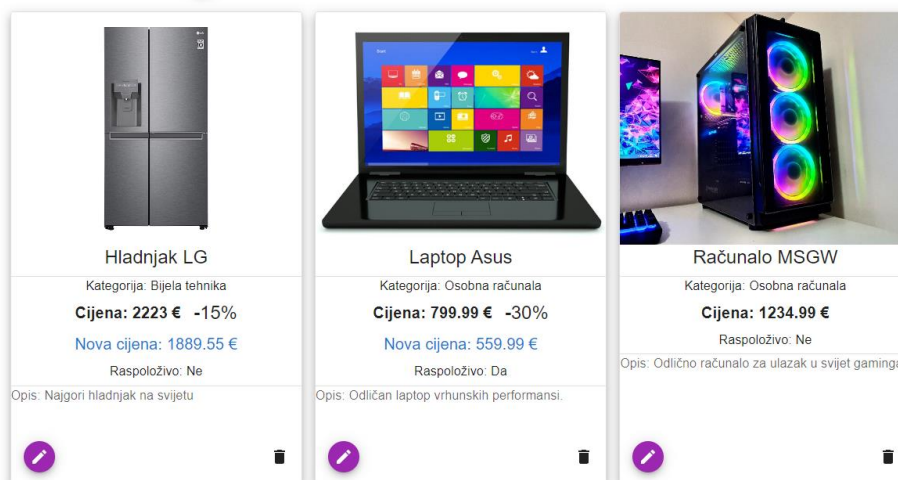 Hladnjak LG
Kategorija: Bijela tehnika
Cijena: 2223 € -15%
Nova cijena: 1889.55 €
Raspoloživo: Ne
Opis: Najgori hladnjak na svijetu
Start
Laptop Asus
Kategorija: Osobna računala
Cijena: 799.99 € -30%
Nova cijena: 559.99 €
Raspoloživo: Da
Opis: Odličan laptop vrhunskih performansi.
Računalo MSGW
Kategorija: Osobna računala
Cijena: 1234.99 €
Raspoloživo: Ne
Opis: Odlično računalo za ulazak u svijet gaminga